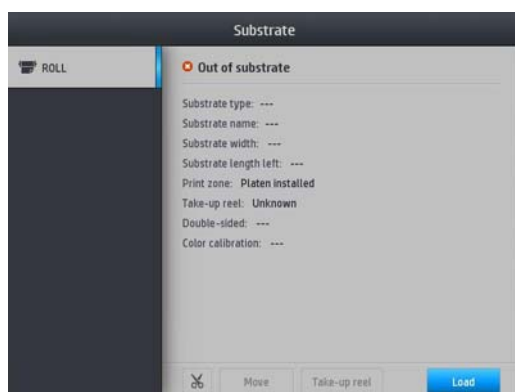 Substrate
ROLL
Out of substrate
Substrate type: ---
Substrate name: ---
Substrate width: ---
Substrate length left: ---
Print zone: Platen installed
Take-up reel: Unknown
Double-sided: ---
Color calibration: ---
Move Take-up reel Load